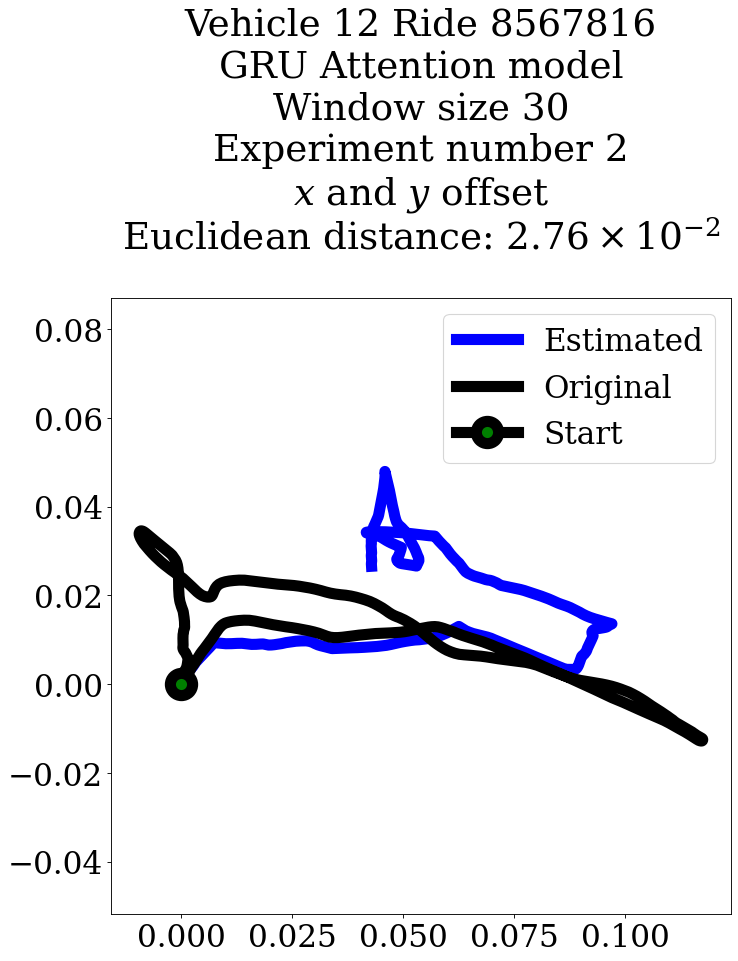 Vehicle 12 Ride 8567816
GRU Attention model
Window size 30
Experiment number 2
x and y offset
Euclidean distance: 2.76 × 10⁻²
Estimated
Original
Start
0.08
0.06
0.04
0.02
0.00
−0.02
−0.04
0.000 0.025 0.050 0.075 0.100